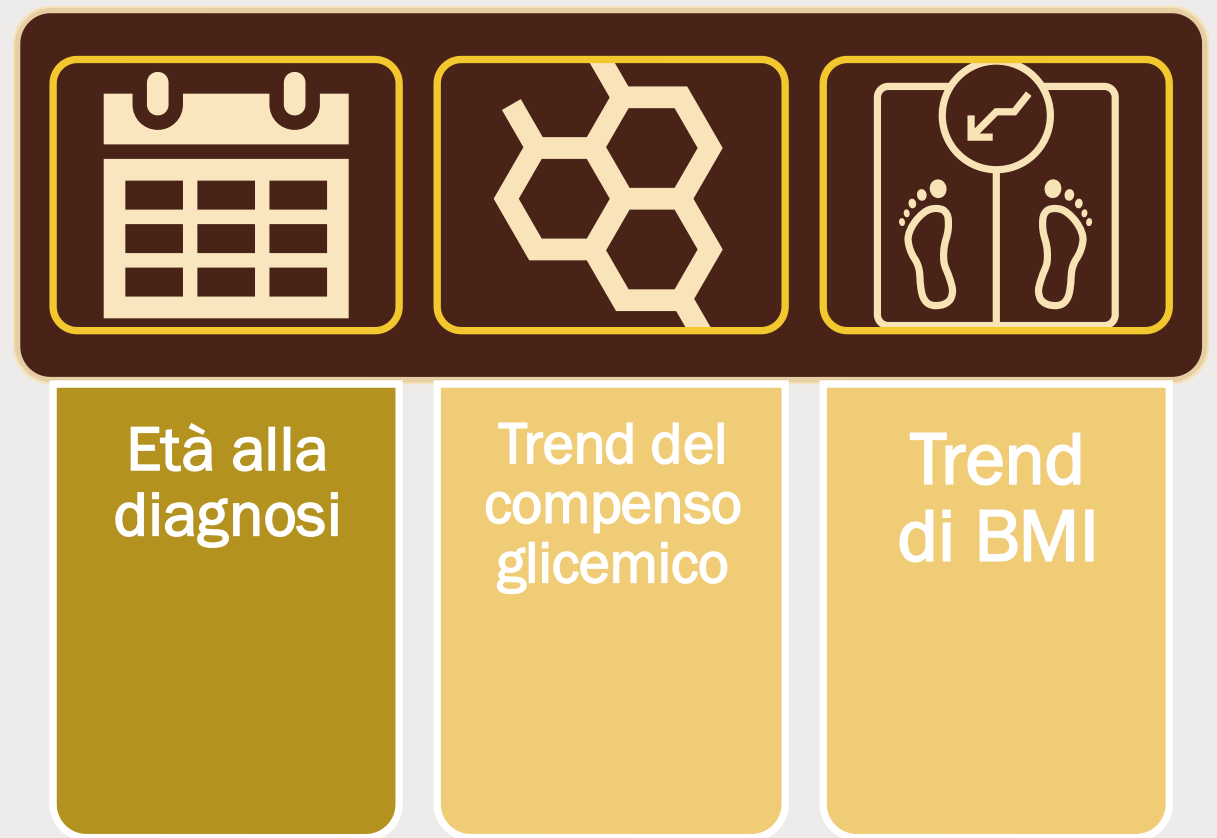 Età alla
diagnosi
Trend del
compenso
glicemico
Trend
di BMI